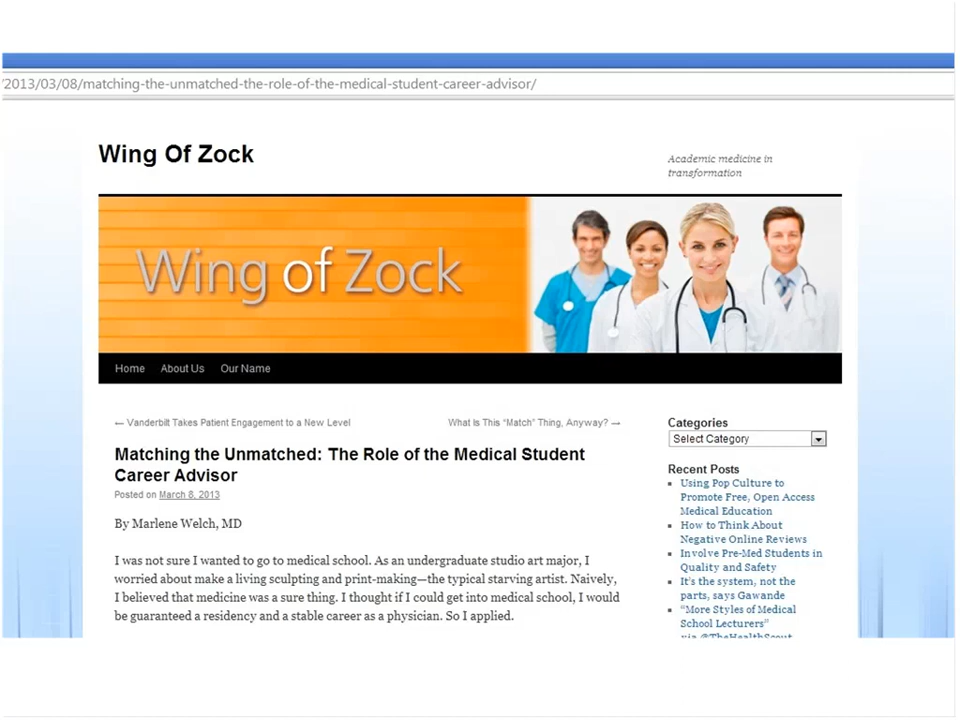 '2013/03/08/matching-the-unmatched-the-role-of-the-medical-student-career-advisor/
Wing Of Zock
Academic medicine in
transformation
Wing of Zock
Home About Us Our Name
← Vanderbilt Takes Patient Engagement to a New Level
What Is This “Match” Thing, Anyway? →
Matching the Unmatched: The Role of the Medical Student
Career Advisor
Posted on March 8, 2013
By Marlene Welch, MD
I was not sure I wanted to go to medical school. As an undergraduate studio art major, I
worried about make a living sculpting and print-making—the typical starving artist. Naively,
I believed that medicine was a sure thing. I thought if I could get into medical school, I would
be guaranteed a residency and a stable career as a physician. So I applied.
Categories
Select Category
Recent Posts
Using Pop Culture to
Promote Free, Open Access
Medical Education
How to Think About
Negative Online Reviews
Involve Pre-Med Students in
Quality and Safety
It’s the system, not the
parts, says Gawande
“More Styles of Medical
School Lecturers”
via @TheHealthScout